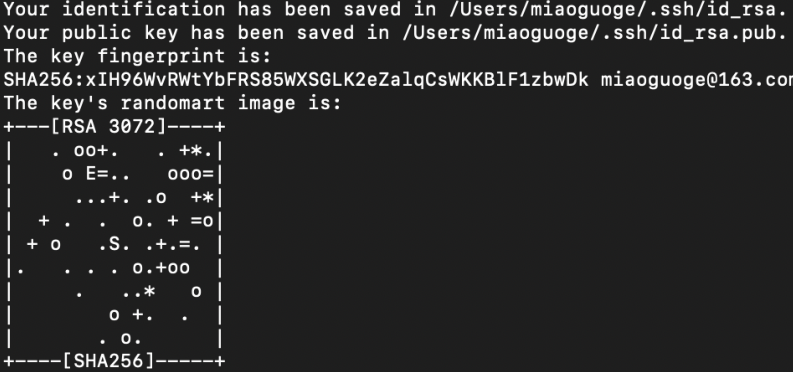 Your identification has been saved in /Users/miaoguoge/.ssh/id_rsa.
Your public key has been saved in /Users/miaoguoge/.ssh/id_rsa.pub.
The key fingerprint is:
SHA256:xIH96WvRWtYbFRS85WXSGLK2eZalqCsWKKBlF1zbwDk miaoguoge@163.com
The key's randomart image is:
+---[RSA 3072]----+
|   . oo+.   . +*.|
|    o E=..   ooo=|
|     ...+. .o  +*|
|  + .  .  o. + =o|
| + o   .S. .+.=. |
|.   . . . o.+oo  |
|     .   ..*   o |
|        o +.  .  |
|       . o.      |
+----[SHA256]-----+